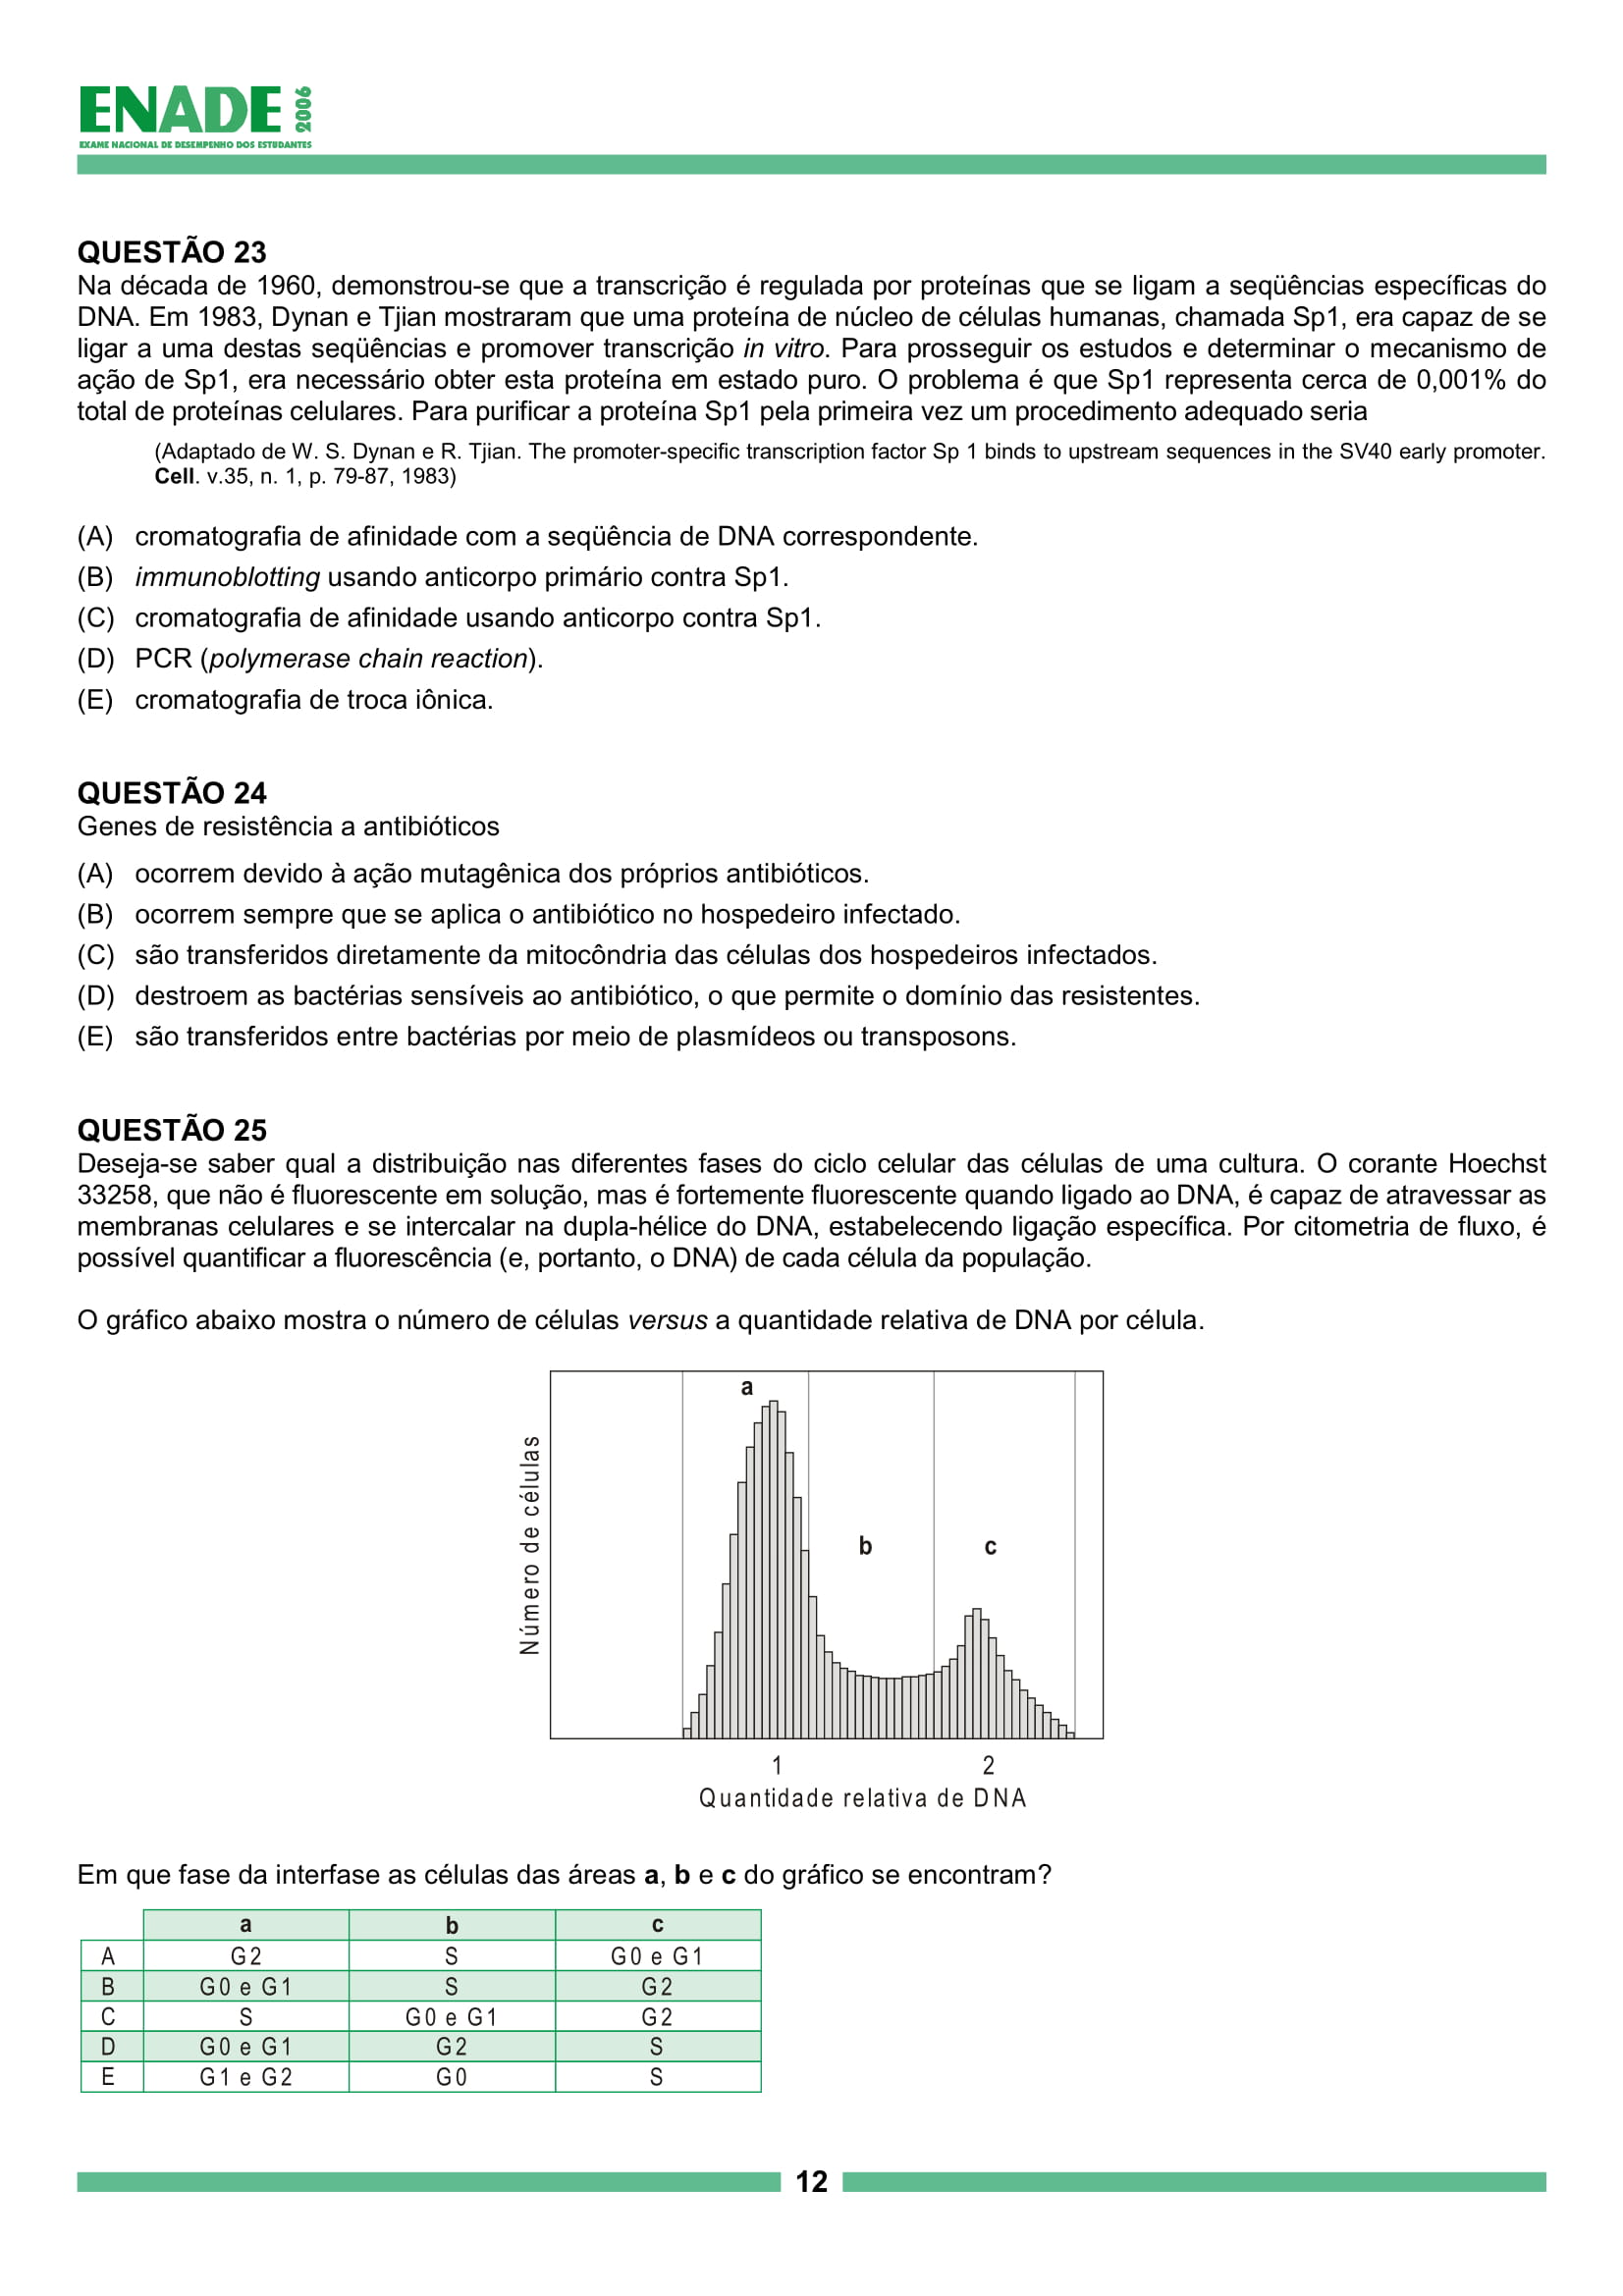 ENADE 2006
EXAME NACIONAL DE DESEMPENHO DOS ESTUDANTES
QUESTÃO 23
Na década de 1960, demonstrou-se que a transcrição é regulada por proteínas que se ligam a seqüências específicas do
DNA. Em 1983, Dynan e Tjian mostraram que uma proteína de núcleo de células humanas, chamada Sp1, era capaz de se
ligar a uma destas seqüências e promover transcrição in vitro. Para prosseguir os estudos e determinar o mecanismo de
ação de Sp1, era necessário obter esta proteína em estado puro. O problema é que Sp1 representa cerca de 0,001% do
total de proteínas celulares. Para purificar a proteína Sp1 pela primeira vez um procedimento adequado seria
(Adaptado de W. S. Dynan e R. Tjian. The promoter-specific transcription factor Sp 1 binds to upstream sequences in the SV40 early promoter.
Cell. v.35, n. 1, p. 79-87, 1983)
(A) cromatografia de afinidade com a seqüência de DNA correspondente.
(B) immunoblotting usando anticorpo primário contra Sp1.
(C) cromatografia de afinidade usando anticorpo contra Sp1.
(D) PCR (polymerase chain reaction).
(E) cromatografia de troca iônica.
QUESTÃO 24
Genes de resistência a antibióticos
(A) ocorrem devido à ação mutagênica dos próprios antibióticos.
(B) ocorrem sempre que se aplica o antibiótico no hospedeiro infectado.
(C) são transferidos diretamente da mitocôndria das células dos hospedeiros infectados.
(D) destroem as bactérias sensíveis ao antibiótico, o que permite o domínio das resistentes.
(E) são transferidos entre bactérias por meio de plasmídeos ou transposons.
QUESTÃO 25
Deseja-se saber qual a distribuição nas diferentes fases do ciclo celular das células de uma cultura. O corante Hoechst
33258, que não é fluorescente em solução, mas é fortemente fluorescente quando ligado ao DNA, é capaz de atravessar as
membranas celulares e se intercalar na dupla-hélice do DNA, estabelecendo ligação específica. Por citometria de fluxo, é
possível quantificar a fluorescência (e, portanto, o DNA) de cada célula da população.
O gráfico abaixo mostra o número de células versus a quantidade relativa de DNA por célula.
a
b c
Número de células
1 2
Quantidade relativa de DNA
Em que fase da interfase as células das áreas a, b e c do gráfico se encontram?
a b c
A G2 S G0 e G1
B G0 e G1 S G2
C S G0 e G1 G2
D G0 e G1 G2 S
E G1 e G2 G0 S
12